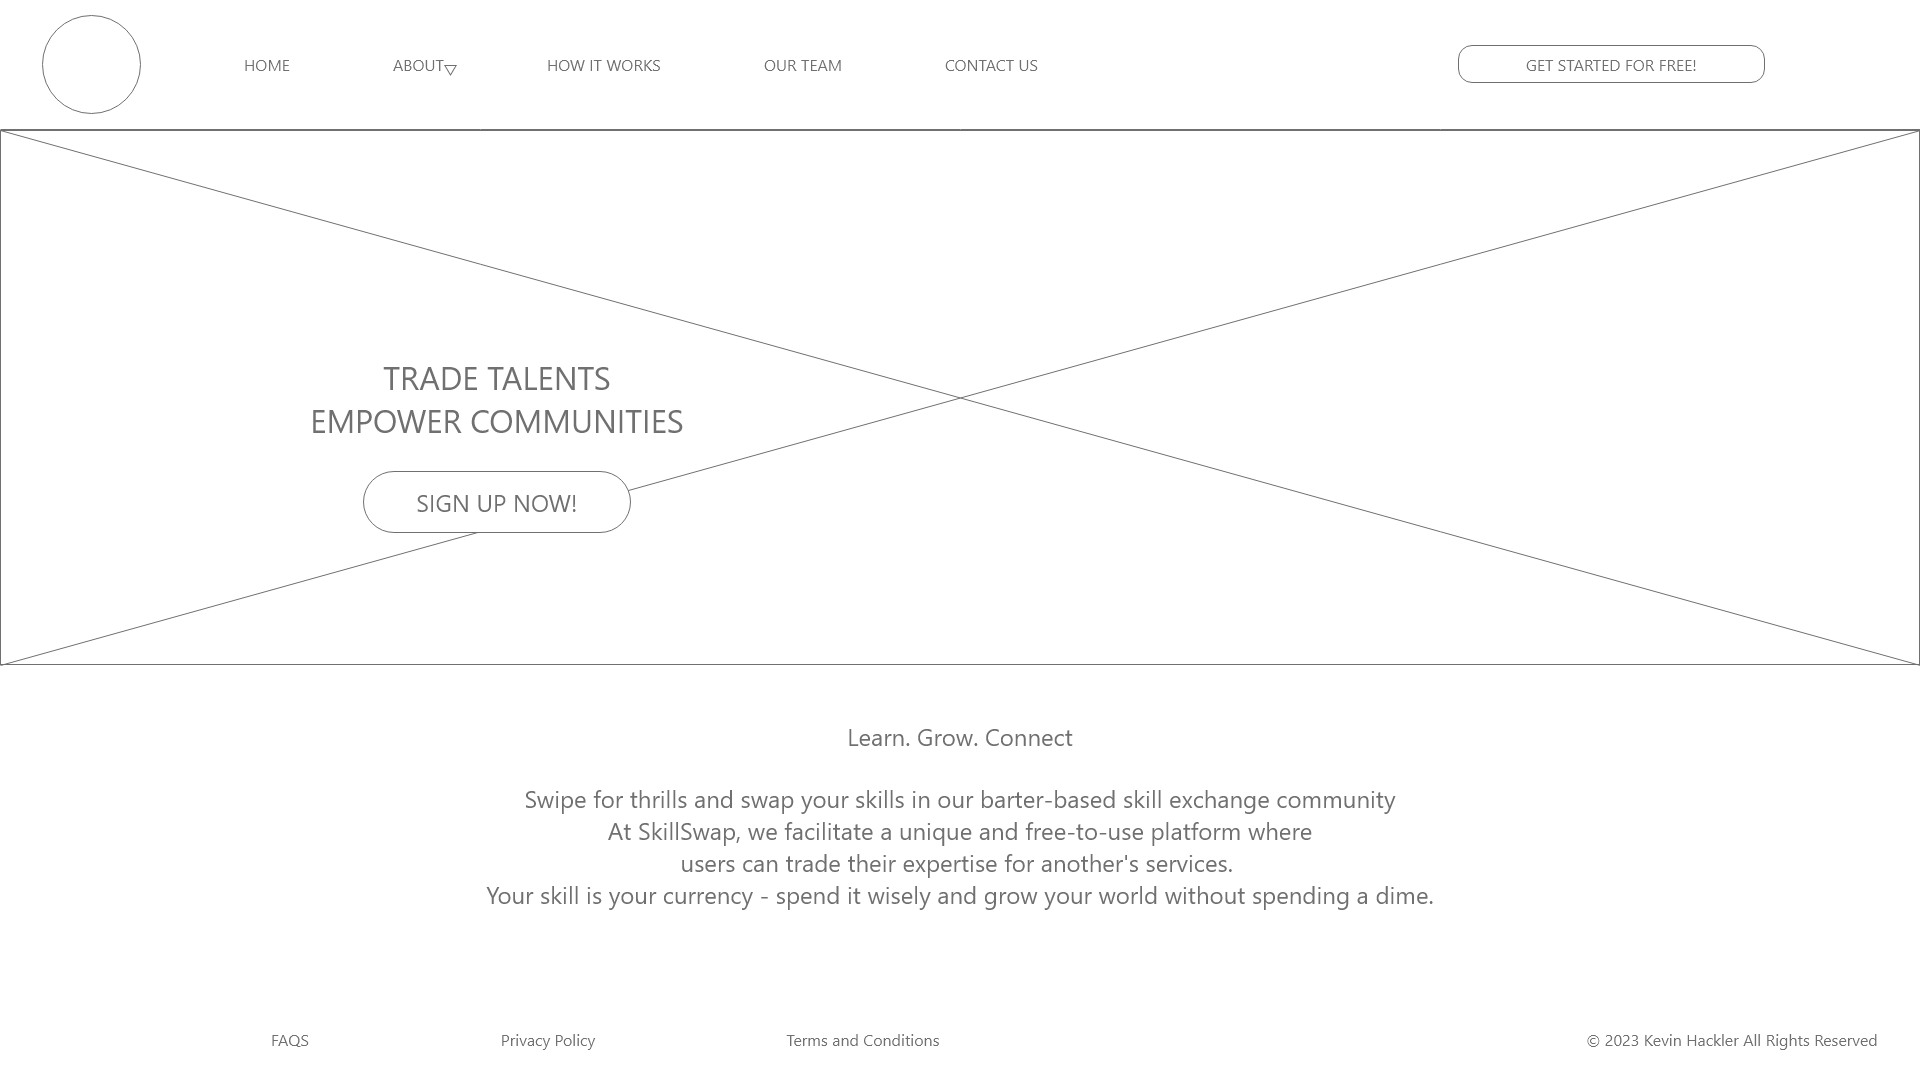 HOME ABOUT HOW IT WORKS OUR TEAM CONTACT US GET STARTED FOR FREE!
TRADE TALENTS
EMPOWER COMMUNITIES
SIGN UP NOW!
Learn. Grow. Connect
Swipe for thrills and swap your skills in our barter-based skill exchange community
At SkillSwap, we facilitate a unique and free-to-use platform where
users can trade their expertise for another's services.
Your skill is your currency - spend it wisely and grow your world without spending a dime.
FAQS Privacy Policy Terms and Conditions © 2023 Kevin Hackler All Rights Reserved